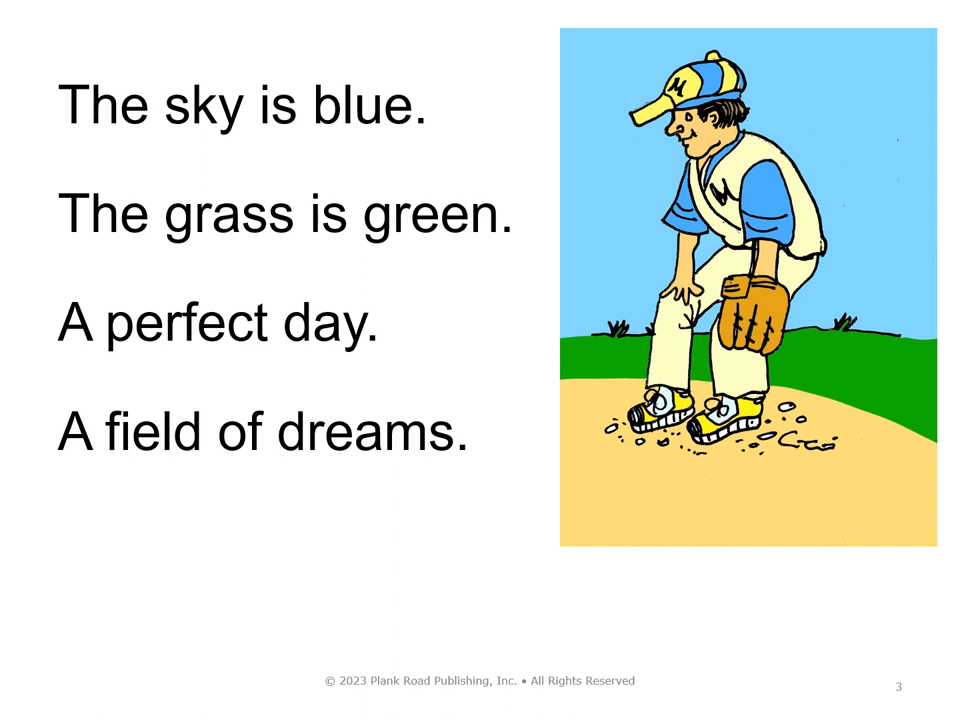 The sky is blue.
The grass is green.
A perfect day.
A field of dreams.
M
M
© 2023 Plank Road Publishing, Inc. • All Rights Reserved
3